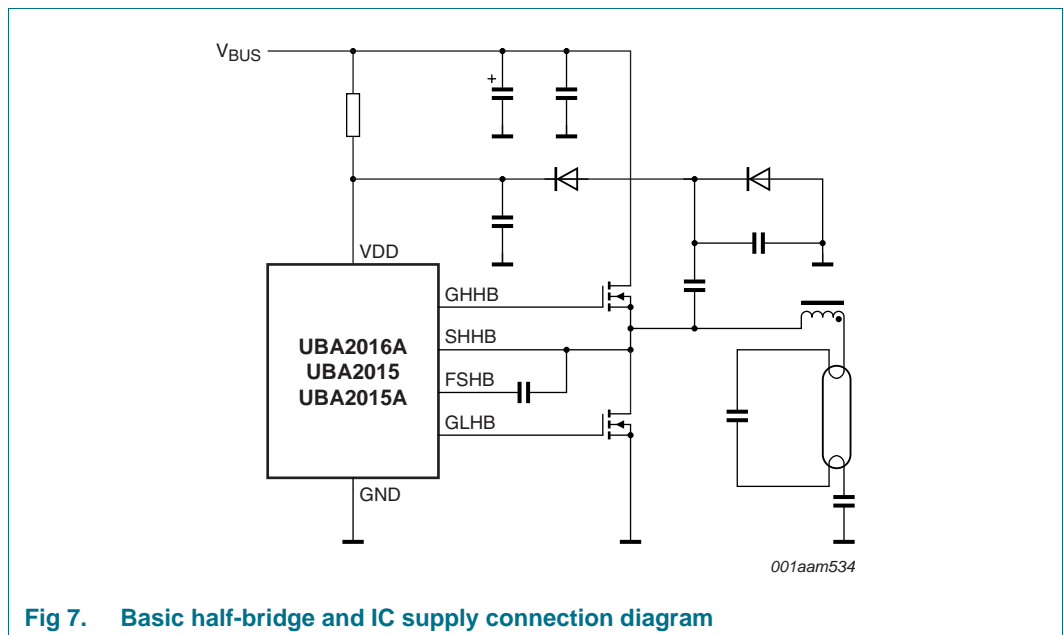 VBUS
+
VDD
GHHB
SHHB
FSHB
GLHB
UBA2016A
UBA2015
UBA2015A
GND
001aam534
Fig 7. Basic half-bridge and IC supply connection diagram